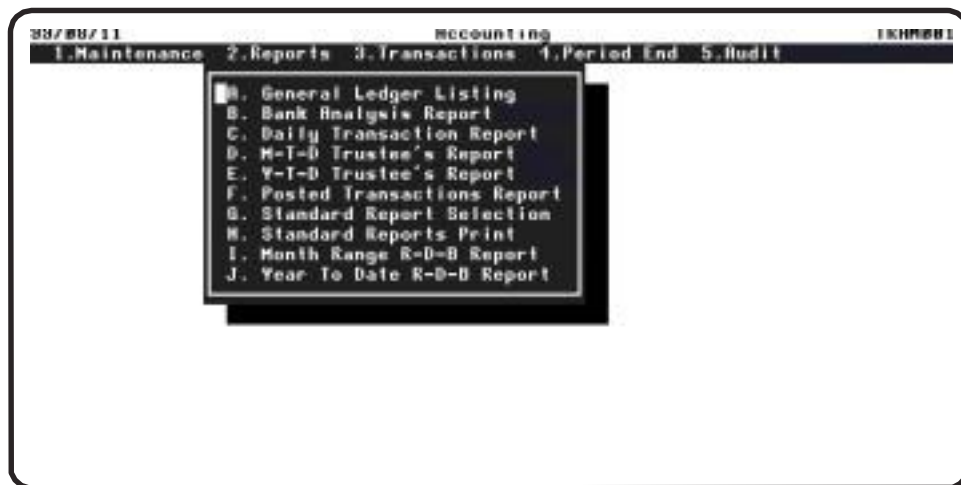 Accounting
1.Maintenance 2.Reports 3.Transactions 4.Period End 5.Audit
A. General Ledger Listing
B. Bank Analysis Report
C. Daily Transaction Report
D. M-T-D Trustee's Report
E. Y-T-D Trustee's Report
F. Posted Transactions Report
G. Standard Report Selection
H. Standard Reports Print
I. Month Range R-D-B Report
J. Year To Date R-D-B Report